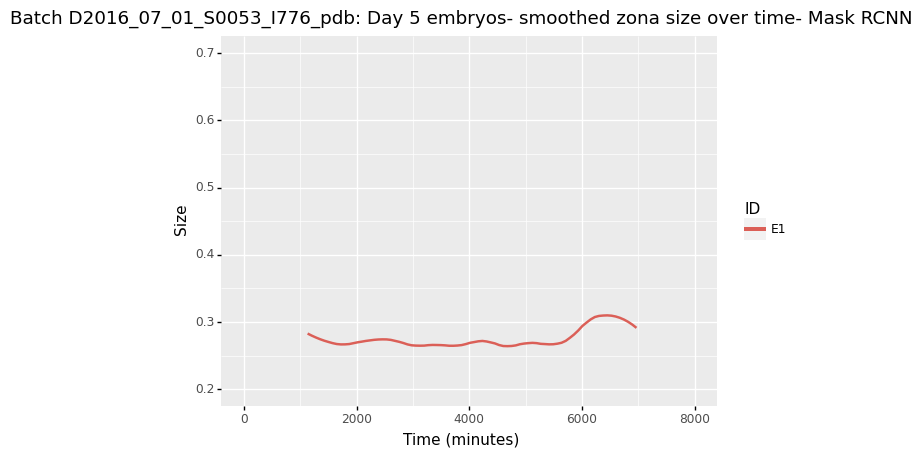 Batch D2016_07_01_S0053_I776_pdb: Day 5 embryos- smoothed zona size over time- Mask RCNN
0.7
0.6
0.5
0.4
0.3
0.2
Size
0 2000 4000 6000 8000
Time (minutes)
ID
E1